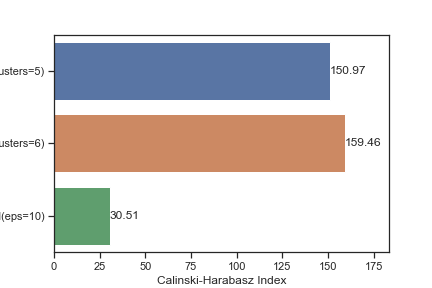 usters=5)
150.97
usters=6)
159.46
(eps=10)
30.51
0 25 50 75 100 125 150 175
Calinski-Harabasz Index